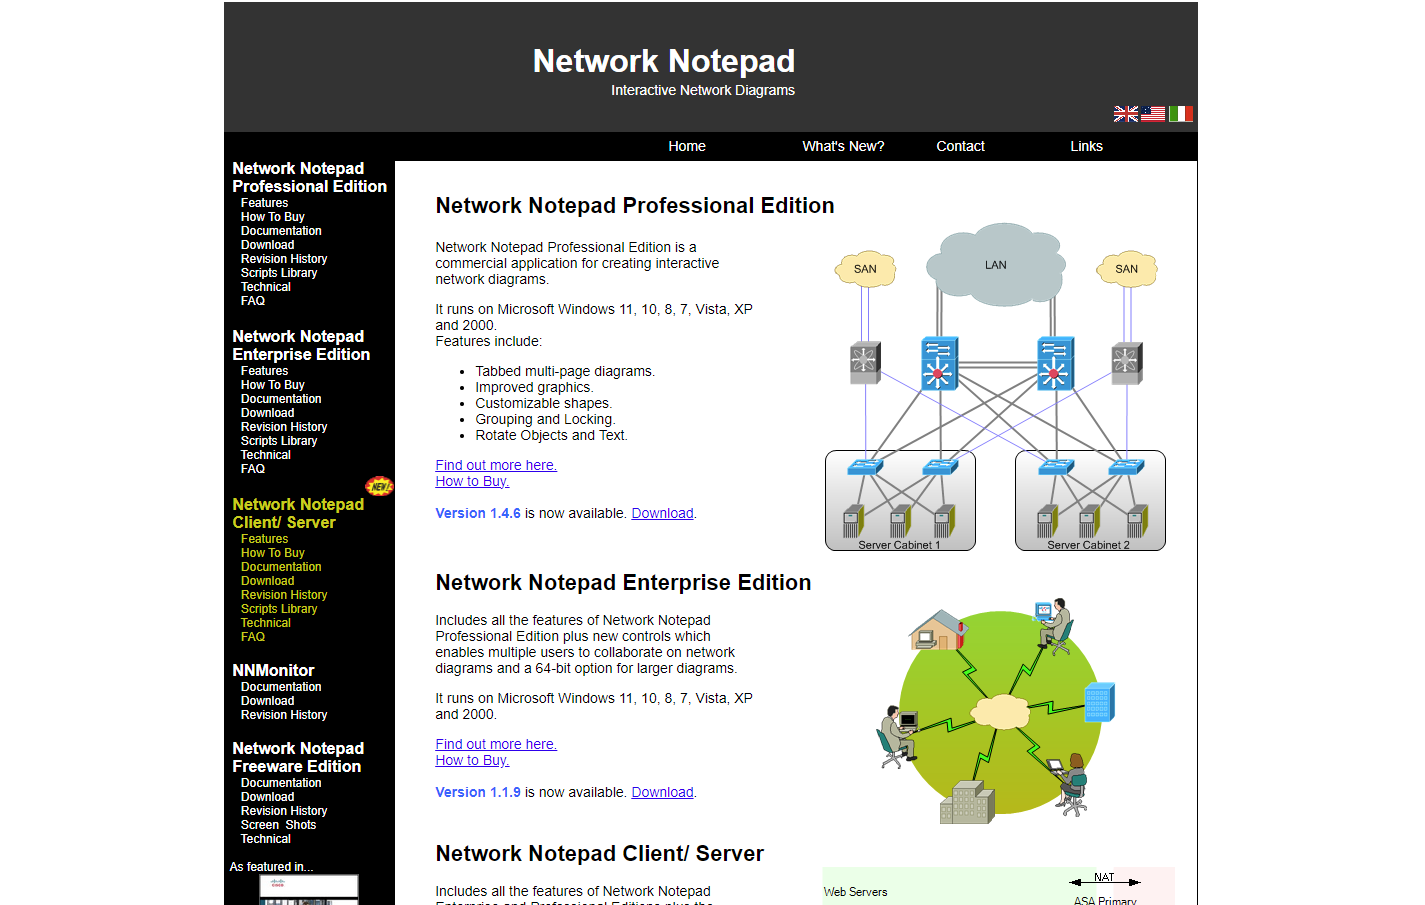 Network Notepad
Interactive Network Diagrams
Home
What's New?
Contact
Links
Network Notepad
Professional Edition
Features
How To Buy
Documentation
Download
Revision History
Scripts Library
Technical
FAQ
Network Notepad
Enterprise Edition
Features
How To Buy
Documentation
Download
Revision History
Scripts Library
Technical
FAQ
NEW!
Network Notepad
Client/ Server
Features
How To Buy
Documentation
Download
Revision History
Scripts Library
Technical
FAQ
NNMonitor
Documentation
Download
Revision History
Network Notepad
Freeware Edition
Documentation
Download
Revision History
Screen Shots
Technical
As featured in...
CISCO
Network Notepad Professional Edition
Network Notepad Professional Edition is a
commercial application for creating interactive
network diagrams.
It runs on Microsoft Windows 11, 10, 8, 7, Vista, XP
and 2000.
Features include:
• Tabbed multi-page diagrams.
• Improved graphics.
• Customizable shapes.
• Grouping and Locking.
• Rotate Objects and Text.
Find out more here.
How to Buy.
Version 1.4.6 is now available. Download.
SAN
LAN
SAN
Server Cabinet 1
Server Cabinet 2
Network Notepad Enterprise Edition
Includes all the features of Network Notepad
Professional Edition plus new controls which
enables multiple users to collaborate on network
diagrams and a 64-bit option for larger diagrams.
It runs on Microsoft Windows 11, 10, 8, 7, Vista, XP
and 2000.
Find out more here.
How to Buy.
Version 1.1.9 is now available. Download.
Network Notepad Client/ Server
Includes all the features of Network Notepad
Enterprise and Professional Editions plus the
NAT
Web Servers
ASA Primary